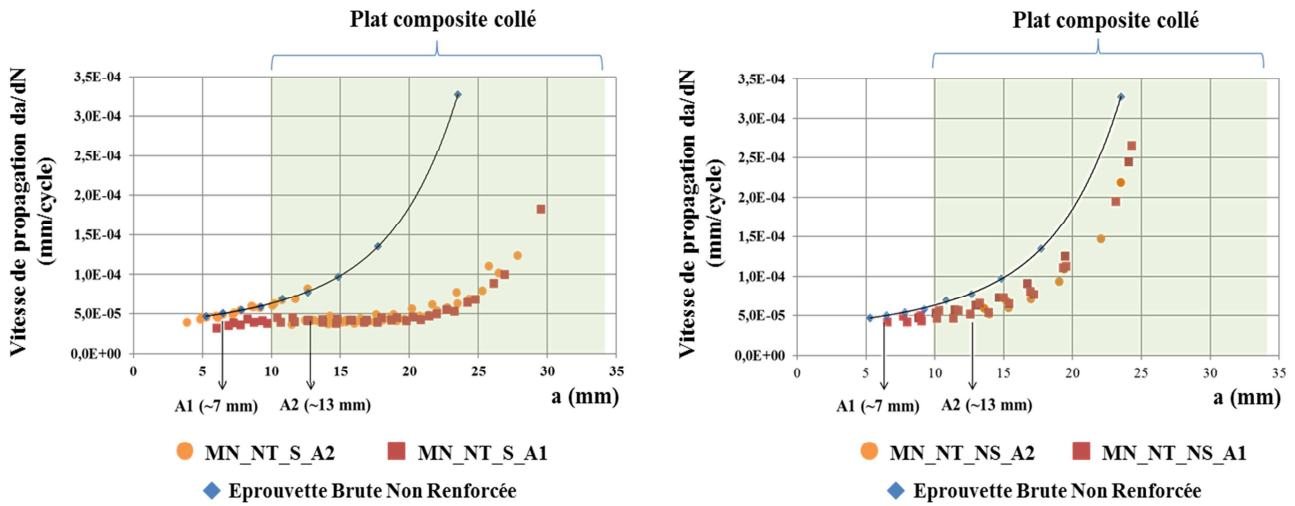 Plat composite collé
Vitesse de propagation da/dN
(mm/cycle)
3,5E-04
3,0E-04
2,5E-04
2,0E-04
1,5E-04
1,0E-04
5,0E-05
0,0E+00
0 5 10 15 20 25 30 35
A1 (~7 mm) A2 (~13 mm) a (mm)
MN_NT_S_A2 MN_NT_S_A1
Eprouvette Brute Non Renforcée
Plat composite collé
Vitesse de propagation da/dN
(mm/cycle)
3,5E-04
3,0E-04
2,5E-04
2,0E-04
1,5E-04
1,0E-04
5,0E-05
0,0E+00
0 5 10 15 20 25 30 35
A1 (~7 mm) A2 (~13 mm) a (mm)
MN_NT_NS_A2 MN_NT_NS_A1
Eprouvette Brute Non Renforcée